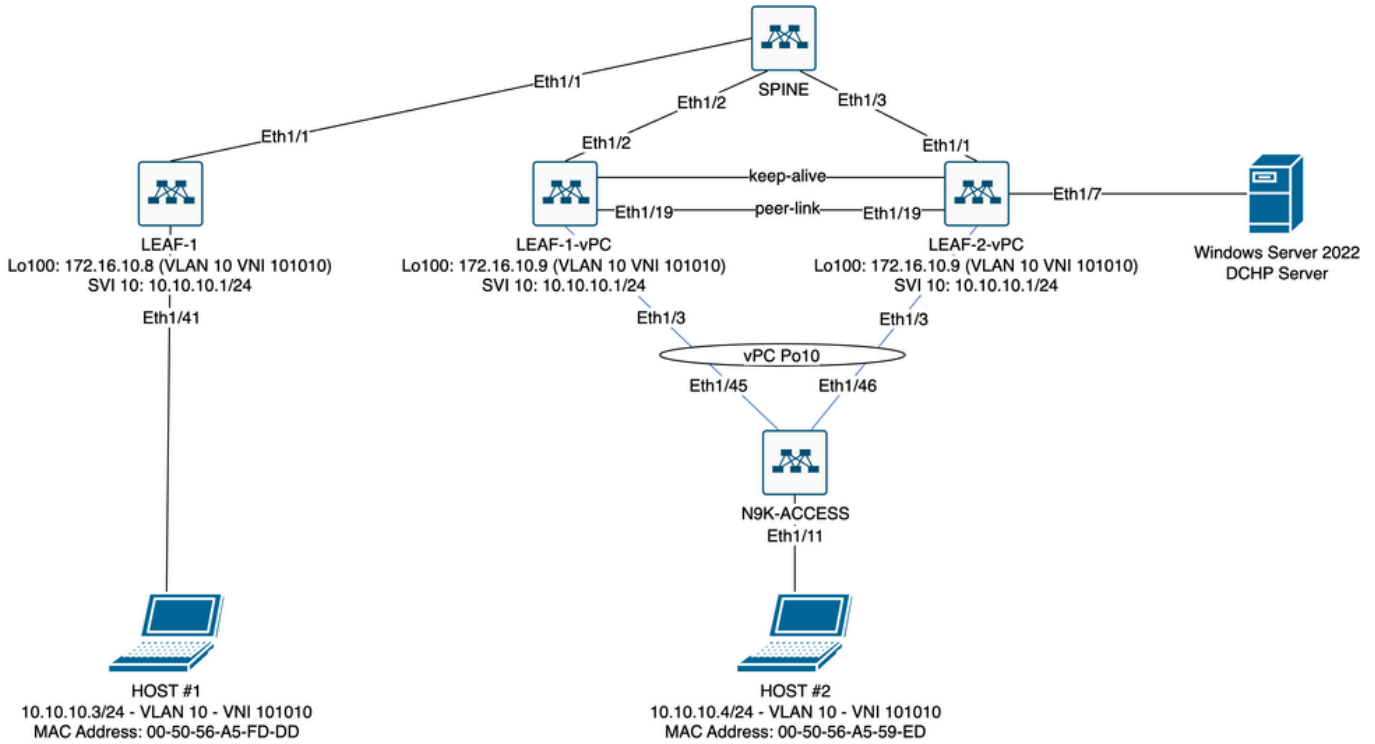 SPINE
Eth1/1
Eth1/2
Eth1/3
Eth1/1
Eth1/2
Eth1/1
keep-alive
Eth1/7
Eth1/19
peer-link
Eth1/19
LEAF-1
Lo100: 172.16.10.8 (VLAN 10 VNI 101010)
SVI 10: 10.10.10.1/24
Eth1/41
LEAF-1-vPC
Lo100: 172.16.10.9 (VLAN 10 VNI 101010)
SVI 10: 10.10.10.1/24
Eth1/3
LEAF-2-vPC
Lo100: 172.16.10.9 (VLAN 10 VNI 101010)
SVI 10: 10.10.10.1/24
Eth1/3
Windows Server 2022
DCHP Server
vPC Po10
Eth1/45
Eth1/46
N9K-ACCESS
Eth1/11
HOST #1
10.10.10.3/24 - VLAN 10 - VNI 101010
MAC Address: 00-50-56-A5-FD-DD
HOST #2
10.10.10.4/24 - VLAN 10 - VNI 101010
MAC Address: 00-50-56-A5-59-ED